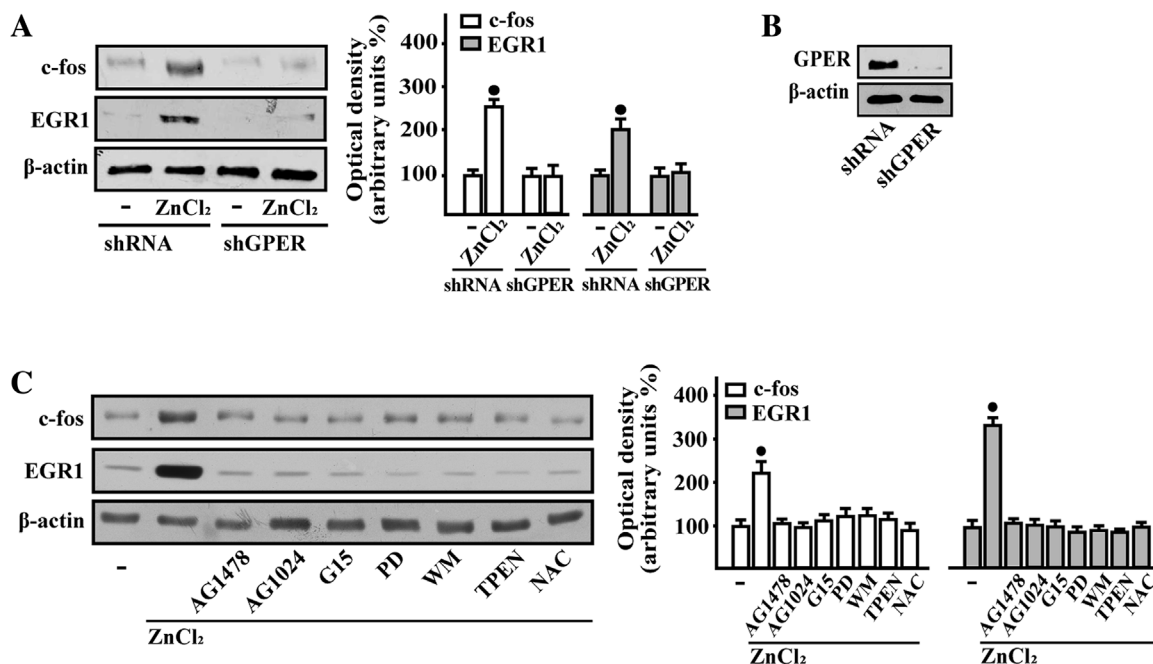 A
c-fos
EGR1
β-actin
- ZnCl₂ - ZnCl₂
shRNA shGPER
Optical density
(arbitrary units %)
400
300
200
100
c-fos
EGR1
- ZnCl₂ - ZnCl₂ - ZnCl₂ - ZnCl₂
shRNA shGPER shRNA shGPER
B
GPER
β-actin
shRNA shGPER
C
c-fos
EGR1
β-actin
- AG1478 AG1024 G15 PD WM TPEN NAC
ZnCl₂
Optical density
(arbitrary units %)
400
300
200
100
c-fos
EGR1
- AG1478 AG1024 G15 PD WM TPEN NAC - AG1478 AG1024 G15 PD WM TPEN NAC
ZnCl₂ ZnCl₂